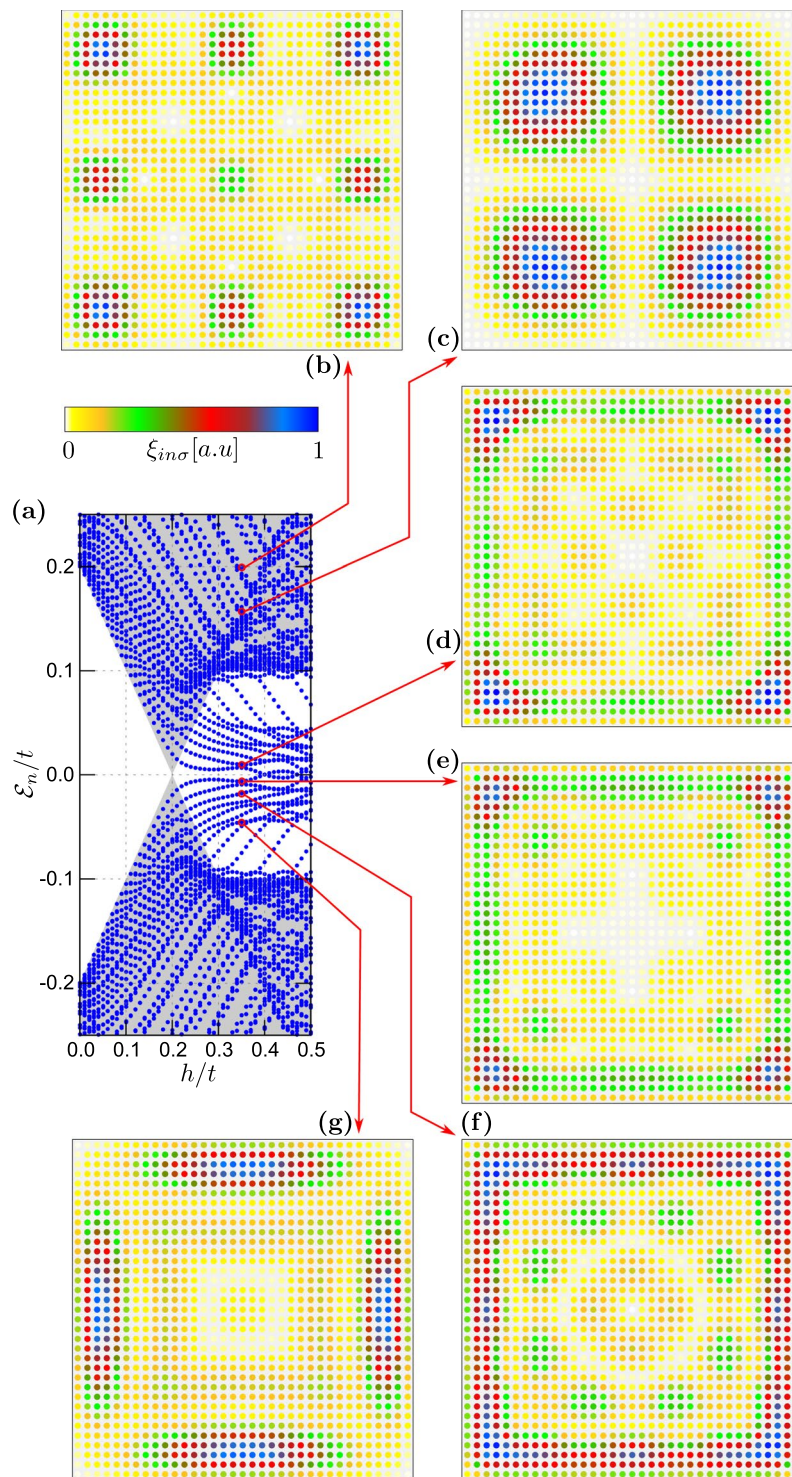 (b)
(c)
0
ξ_{inσ}[a.u]
1
(a)
(d)
(e)
ℰ_n/t
0.2
0.1
0.0
-0.1
-0.2
0.0 0.1 0.2 0.3 0.4 0.5
h/t
(g)
(f)